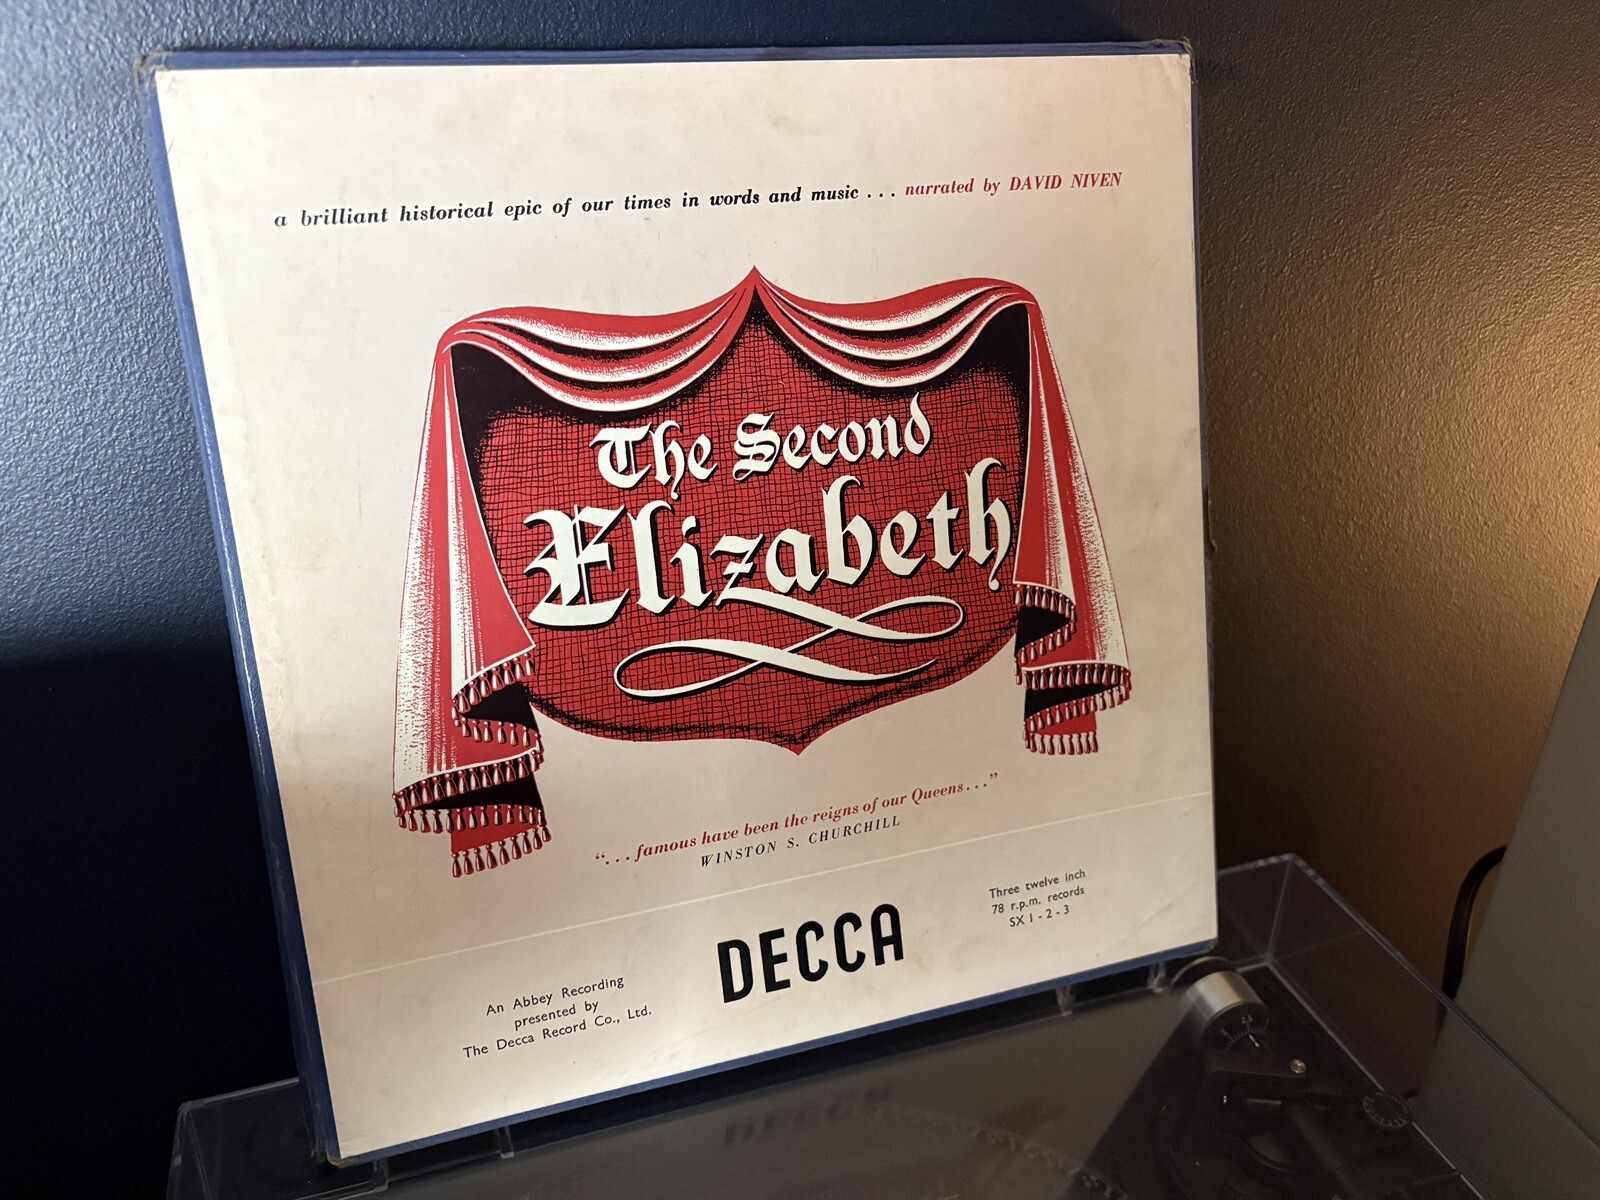 a brilliant historical epic of our times in words and music . . . narrated by DAVID NIVEN
The Second
Elizabeth
“. . . famous have been the reigns of our Queens . . .”
WINSTON S. CHURCHILL
Three twelve inch
78 r.p.m. records
SX 1 - 2 - 3
DECCA
An Abbey Recording
presented by
The Decca Record Co., Ltd.